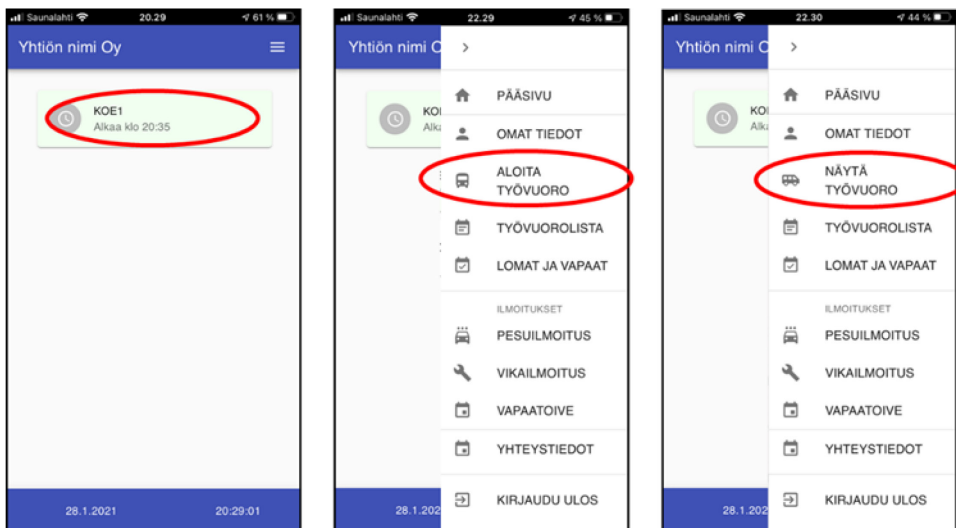 Saunalahti 20.29 61 %
Yhtiön nimi Oy
KOE1
Alkaa klo 20:35
28.1.2021 20:29:01
Saunalahti 22.29 45 %
Yhtiön nimi O
PÄÄSIVU
OMAT TIEDOT
ALOITA
TYÖVUORO
TYÖVUOROLISTA
LOMAT JA VAPAAT
ILMOITUKSET
PESUILMOITUS
VIKAILMOITUS
VAPAATOIVE
YHTEYSTIEDOT
KIRJAUDU ULOS
28.1.202
Saunalahti 22.30 44 %
Yhtiön nimi O
PÄÄSIVU
OMAT TIEDOT
NÄYTÄ
TYÖVUORO
TYÖVUOROLISTA
LOMAT JA VAPAAT
ILMOITUKSET
PESUILMOITUS
VIKAILMOITUS
VAPAATOIVE
YHTEYSTIEDOT
KIRJAUDU ULOS
28.1.202